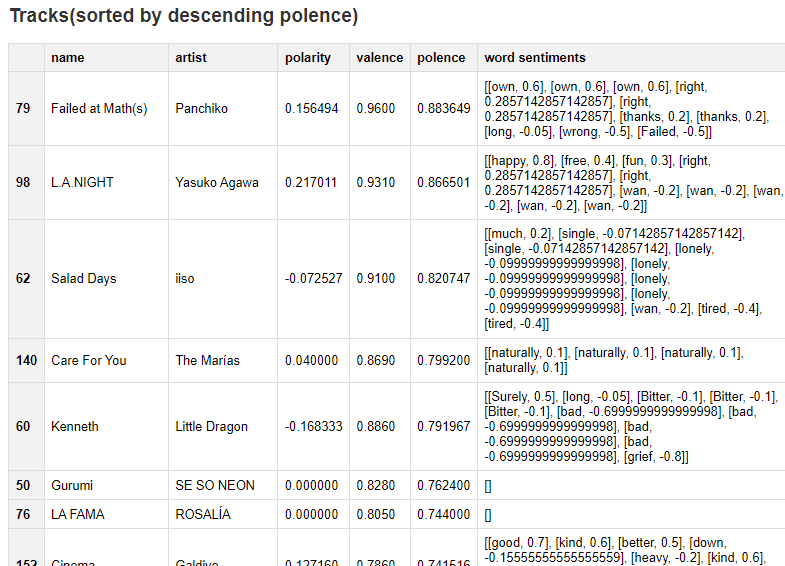 Tracks(sorted by descending polence)
name artist polarity valence polence word sentiments
79 Failed at Math(s) Panchiko 0.156494 0.9600 0.883649 [[own, 0.6], [own, 0.6], [own, 0.6], [right,
0.2857142857142857], [right,
0.2857142857142857], [thanks, 0.2], [thanks, 0.2],
[long, -0.05], [wrong, -0.5], [Failed, -0.5]]
98 L.A.NIGHT Yasuko Agawa 0.217011 0.9310 0.866501 [[happy, 0.8], [free, 0.4], [fun, 0.3], [right,
0.2857142857142857], [right,
0.2857142857142857], [wan, -0.2], [wan, -0.2], [wan,
-0.2], [wan, -0.2], [wan, -0.2]]
62 Salad Days iiso -0.072527 0.9100 0.820747 [[much, 0.2], [single, -0.07142857142857142],
[single, -0.07142857142857142], [lonely,
-0.09999999999999998], [lonely,
-0.09999999999999998], [lonely,
-0.09999999999999998], [lonely,
-0.09999999999999998], [wan, -0.2], [tired, -0.4],
[tired, -0.4]]
140 Care For You The Marías 0.040000 0.8690 0.799200 [[naturally, 0.1], [naturally, 0.1], [naturally, 0.1],
[naturally, 0.1]]
60 Kenneth Little Dragon -0.168333 0.8860 0.791967 [[Surely, 0.5], [long, -0.05], [Bitter, -0.1], [Bitter, -0.1],
[Bitter, -0.1], [bad, -0.6999999999999998], [bad,
-0.6999999999999998], [bad,
-0.6999999999999998], [bad,
-0.6999999999999998], [grief, -0.8]]
50 Gurumi SE SO NEON 0.000000 0.8280 0.762400 []
76 LA FAMA ROSALÍA 0.000000 0.8050 0.744000 []
152 Cinema Galdive 0.127160 0.7860 0.741516 [[good, 0.7], [kind, 0.6], [better, 0.5], [down,
-0.15555555555555559], [heavy, -0.2], [kind, 0.6],